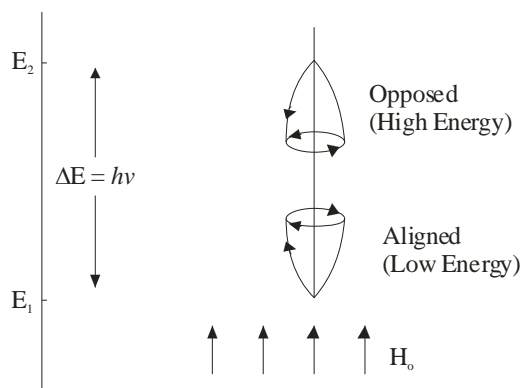 E₂
Opposed
(High Energy)
ΔE = hν
Aligned
(Low Energy)
E₁
Hₒ